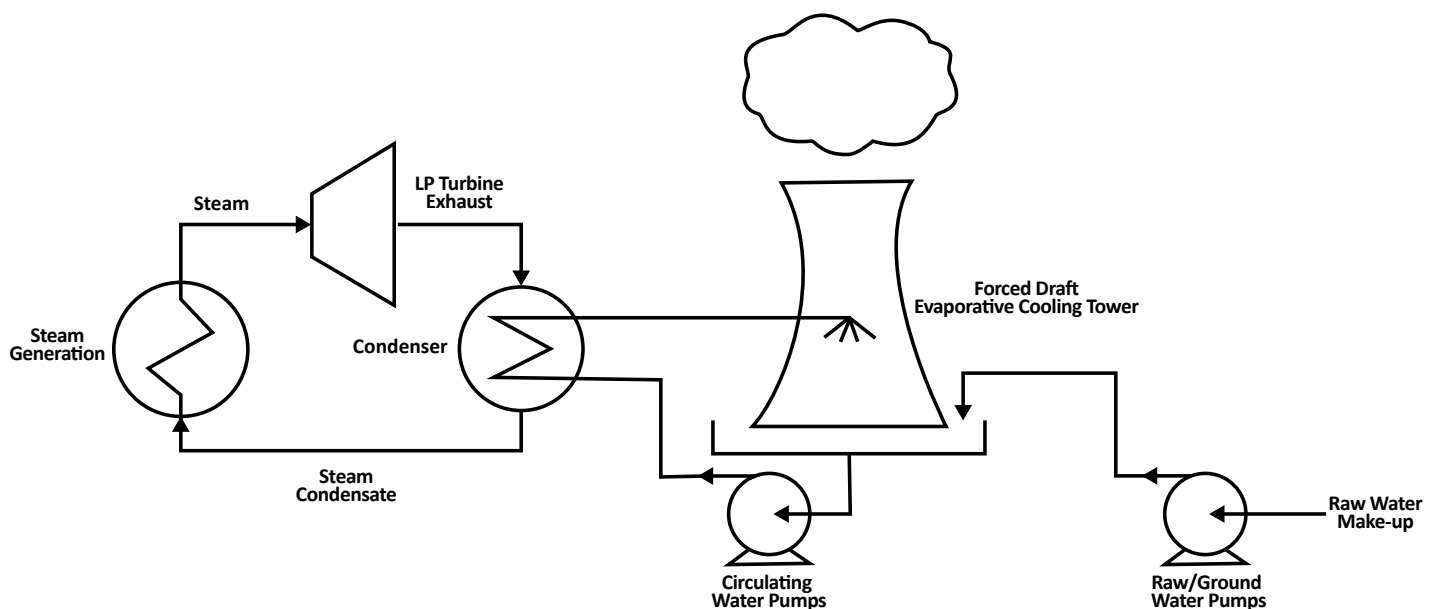 Steam
LP Turbine
Exhaust
Forced Draft
Evaporative Cooling Tower
Steam
Generation
Condenser
Steam
Condensate
Raw Water
Make-up
Circulating
Water Pumps
Raw/Ground
Water Pumps